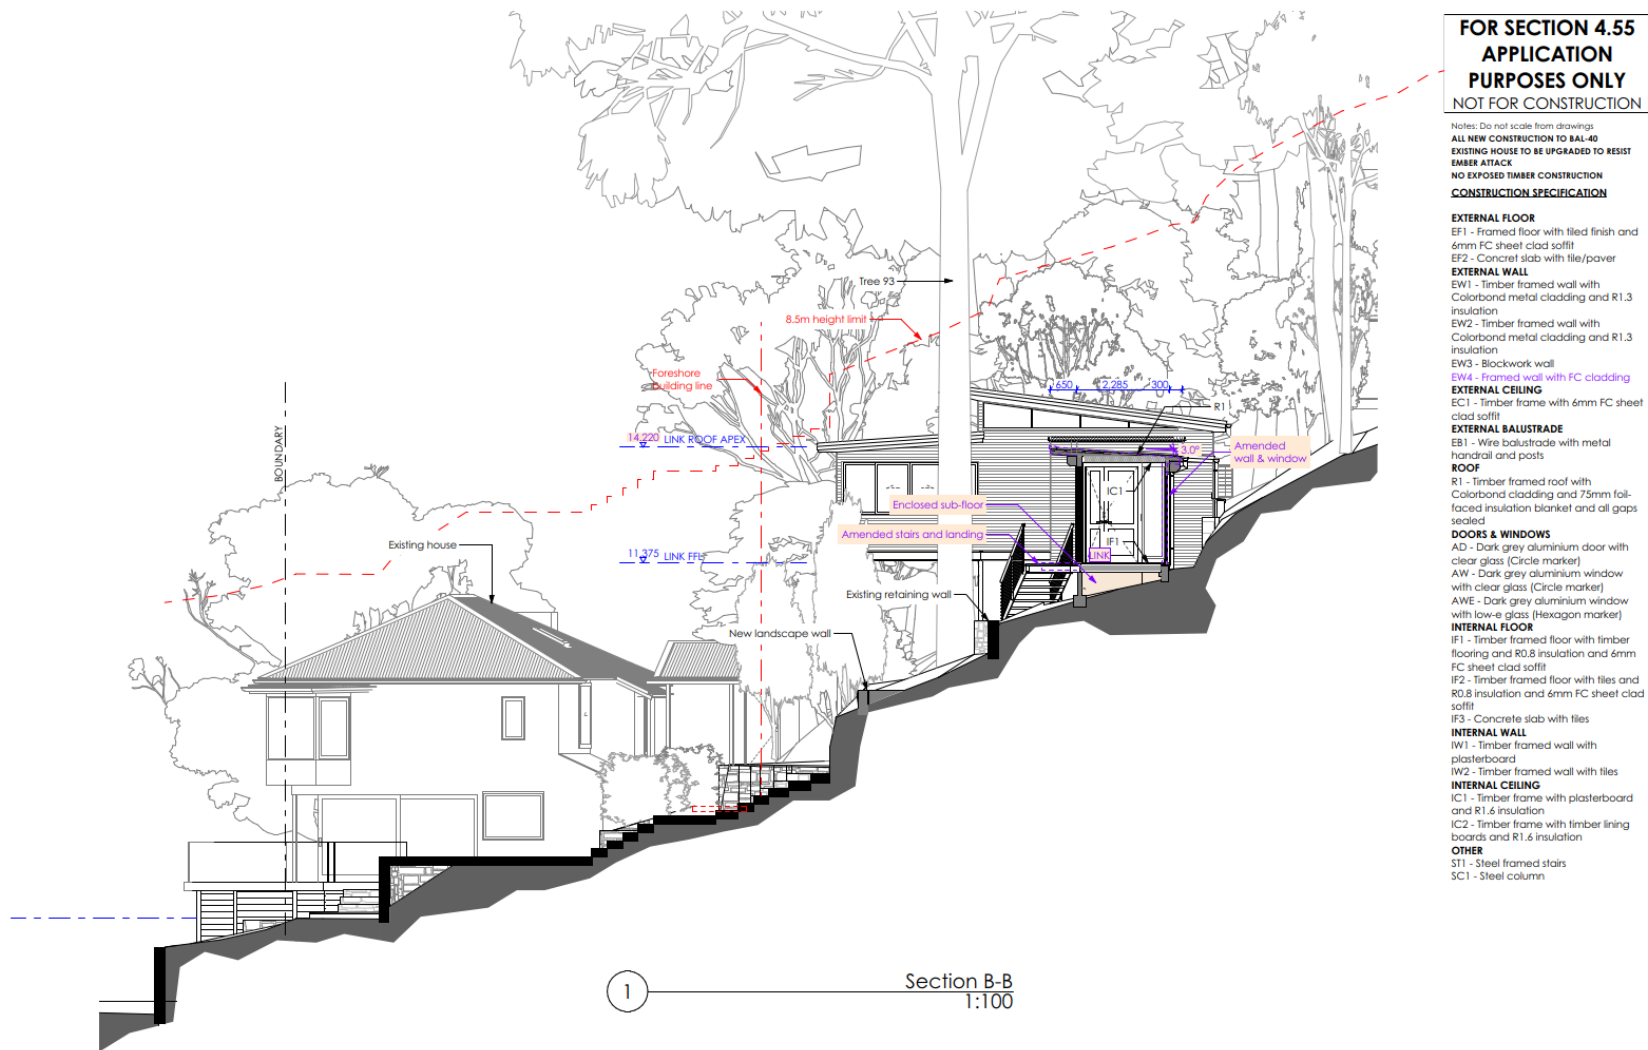 FOR SECTION 4.55
APPLICATION
PURPOSES ONLY
NOT FOR CONSTRUCTION
Notes: Do not scale from drawings
ALL NEW CONSTRUCTION TO BAL-40
EXISTING HOUSE TO BE UPGRADED TO RESIST
EMBER ATTACK
NO EXPOSED TIMBER CONSTRUCTION
CONSTRUCTION SPECIFICATION
EXTERNAL FLOOR
EF1 - Framed floor with tiled finish and
6mm FC sheet clad soffit
EF2 - Concret slab with tile/paver
EXTERNAL WALL
EW1 - Timber framed wall with
Colorbond metal cladding and R1.3
insulation
EW2 - Timber framed wall with
Colorbond metal cladding and R1.3
insulation
EW3 - Blockwork wall
EW4 - Framed wall with FC cladding
EXTERNAL CEILING
EC1 - Timber frame with 6mm FC sheet
clad soffit
EXTERNAL BALUSTRADE
EB1 - Wire balustrade with metal
handrail and posts
ROOF
R1 - Timber framed roof with
Colorbond cladding and 75mm foil-
faced insulation blanket and all gaps
sealed
DOORS & WINDOWS
AD - Dark grey aluminium door with
clear glass (Circle marker)
AW - Dark grey aluminium window
with clear glass (Circle marker)
AWE - Dark grey aluminium window
with low-e glass (Hexagon marker)
INTERNAL FLOOR
IF1 - Timber framed floor with timber
flooring and R0.8 insulation and 6mm
FC sheet clad soffit
IF2 - Timber framed floor with tiles and
R0.8 insulation and 6mm FC sheet clad
soffit
IF3 - Concrete slab with tiles
INTERNAL WALL
IW1 - Timber framed wall with
plasterboard
IW2 - Timber framed wall with tiles
INTERNAL CEILING
IC1 - Timber frame with plasterboard
and R1.6 insulation
IC2 - Timber frame with timber lining
boards and R1.6 insulation
OTHER
ST1 - Steel framed stairs
SC1 - Steel column
Tree 93
8.5m height limit
Foreshore
building line
650 2,285 300
R1
14.220 LINK ROOF APEX
3.0°
Amended
wall & window
BOUNDARY
IC1
Enclosed sub-floor
Amended stairs and landing
IF1
LINK
Existing house
11.375 LINK FFL
Existing retaining wall
New landscape wall
1
Section B-B
1:100